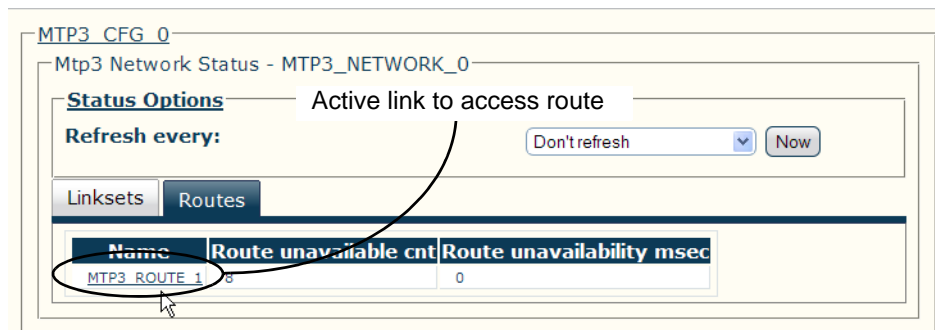 MTP3_CFG_0
Mtp3 Network Status - MTP3_NETWORK_0
Status Options
Active link to access route
Refresh every:
Don't refresh
Now
Linksets
Routes
Name Route unavailable cnt Route unavailability msec
MTP3_ROUTE_1 8 0